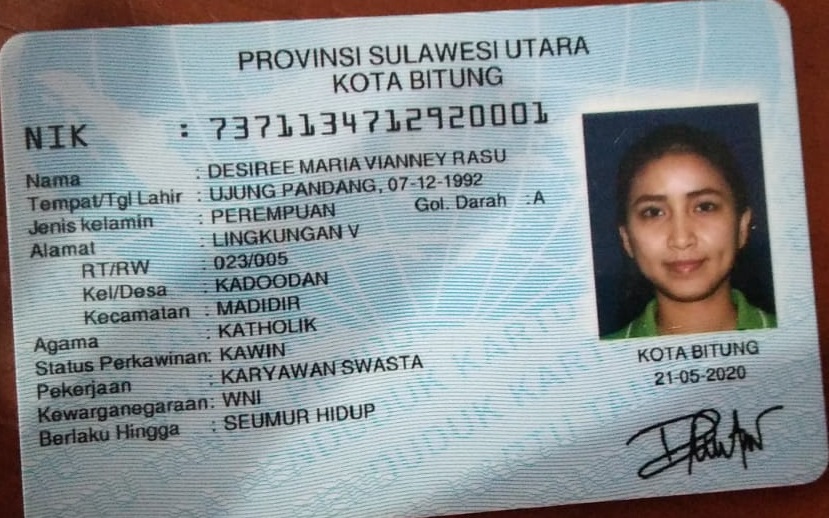 PROVINSI SULAWESI UTARA
KOTA BITUNG
NIK : 7371134712920001
Nama : DESIREE MARIA VIANNEY RASU
Tempat/Tgl Lahir : UJUNG PANDANG, 07-12-1992
Jenis kelamin : PEREMPUAN Gol. Darah : A
Alamat : LINGKUNGAN V
RT/RW : 023/005
Kel/Desa : KADOODAN
Kecamatan : MADIDIR
Agama : KATHOLIK
Status Perkawinan: KAWIN
Pekerjaan : KARYAWAN SWASTA
Kewarganegaraan: WNI
Berlaku Hingga : SEUMUR HIDUP
KOTA BITUNG
21-05-2020